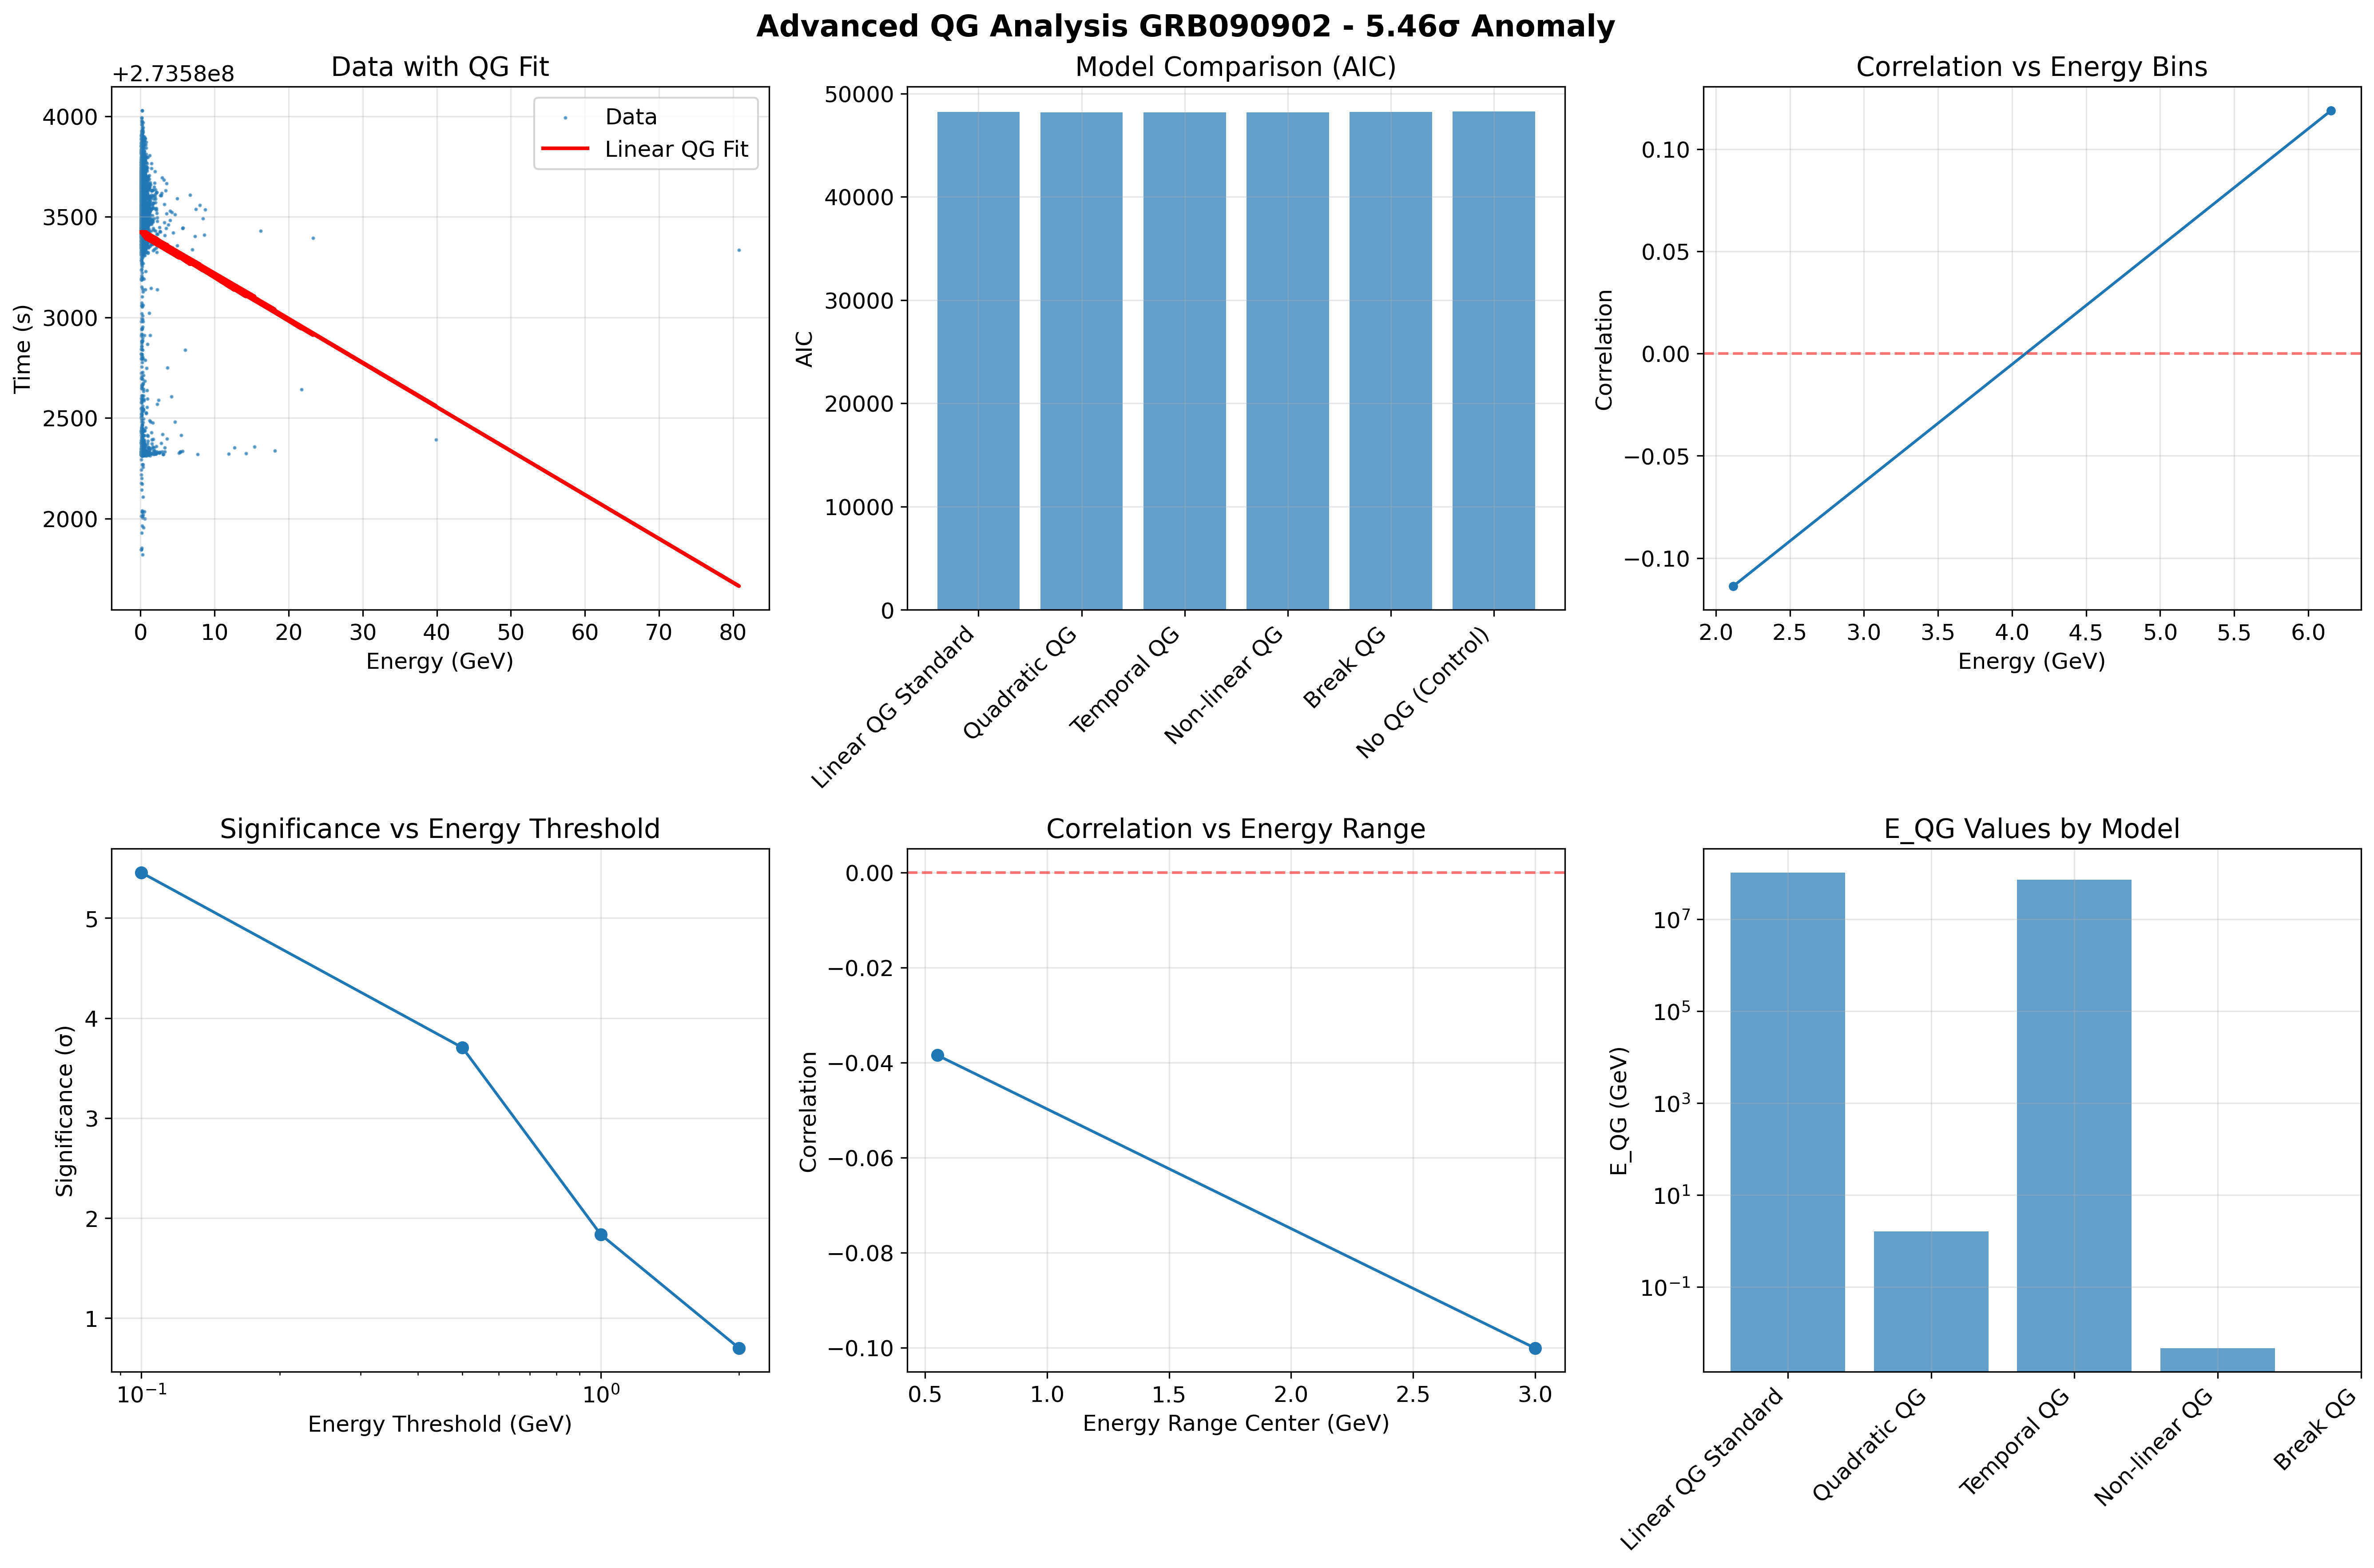 Advanced QG Analysis GRB090902 - 5.46σ Anomaly
Data with QG Fit
+2.7358e8
Data
Linear QG Fit
4000
3500
3000
2500
2000
Time (s)
0 10 20 30 40 50 60 70 80
Energy (GeV)
Model Comparison (AIC)
50000
40000
30000
20000
10000
0
AIC
Linear QG Standard
Quadratic QG
Temporal QG
Non-linear QG
Break QG
No QG (Control)
Correlation vs Energy Bins
0.10
0.05
0.00
−0.05
−0.10
Correlation
2.0 2.5 3.0 3.5 4.0 4.5 5.0 5.5 6.0
Energy (GeV)
Significance vs Energy Threshold
5
4
3
2
1
Significance (σ)
10⁻¹ 10⁰
Energy Threshold (GeV)
Correlation vs Energy Range
0.00
−0.02
−0.04
−0.06
−0.08
−0.10
Correlation
0.5 1.0 1.5 2.0 2.5 3.0
Energy Range Center (GeV)
E_QG Values by Model
10⁷
10⁵
10³
10¹
10⁻¹
E_QG (GeV)
Linear QG Standard
Quadratic QG
Temporal QG
Non-linear QG
Break QG